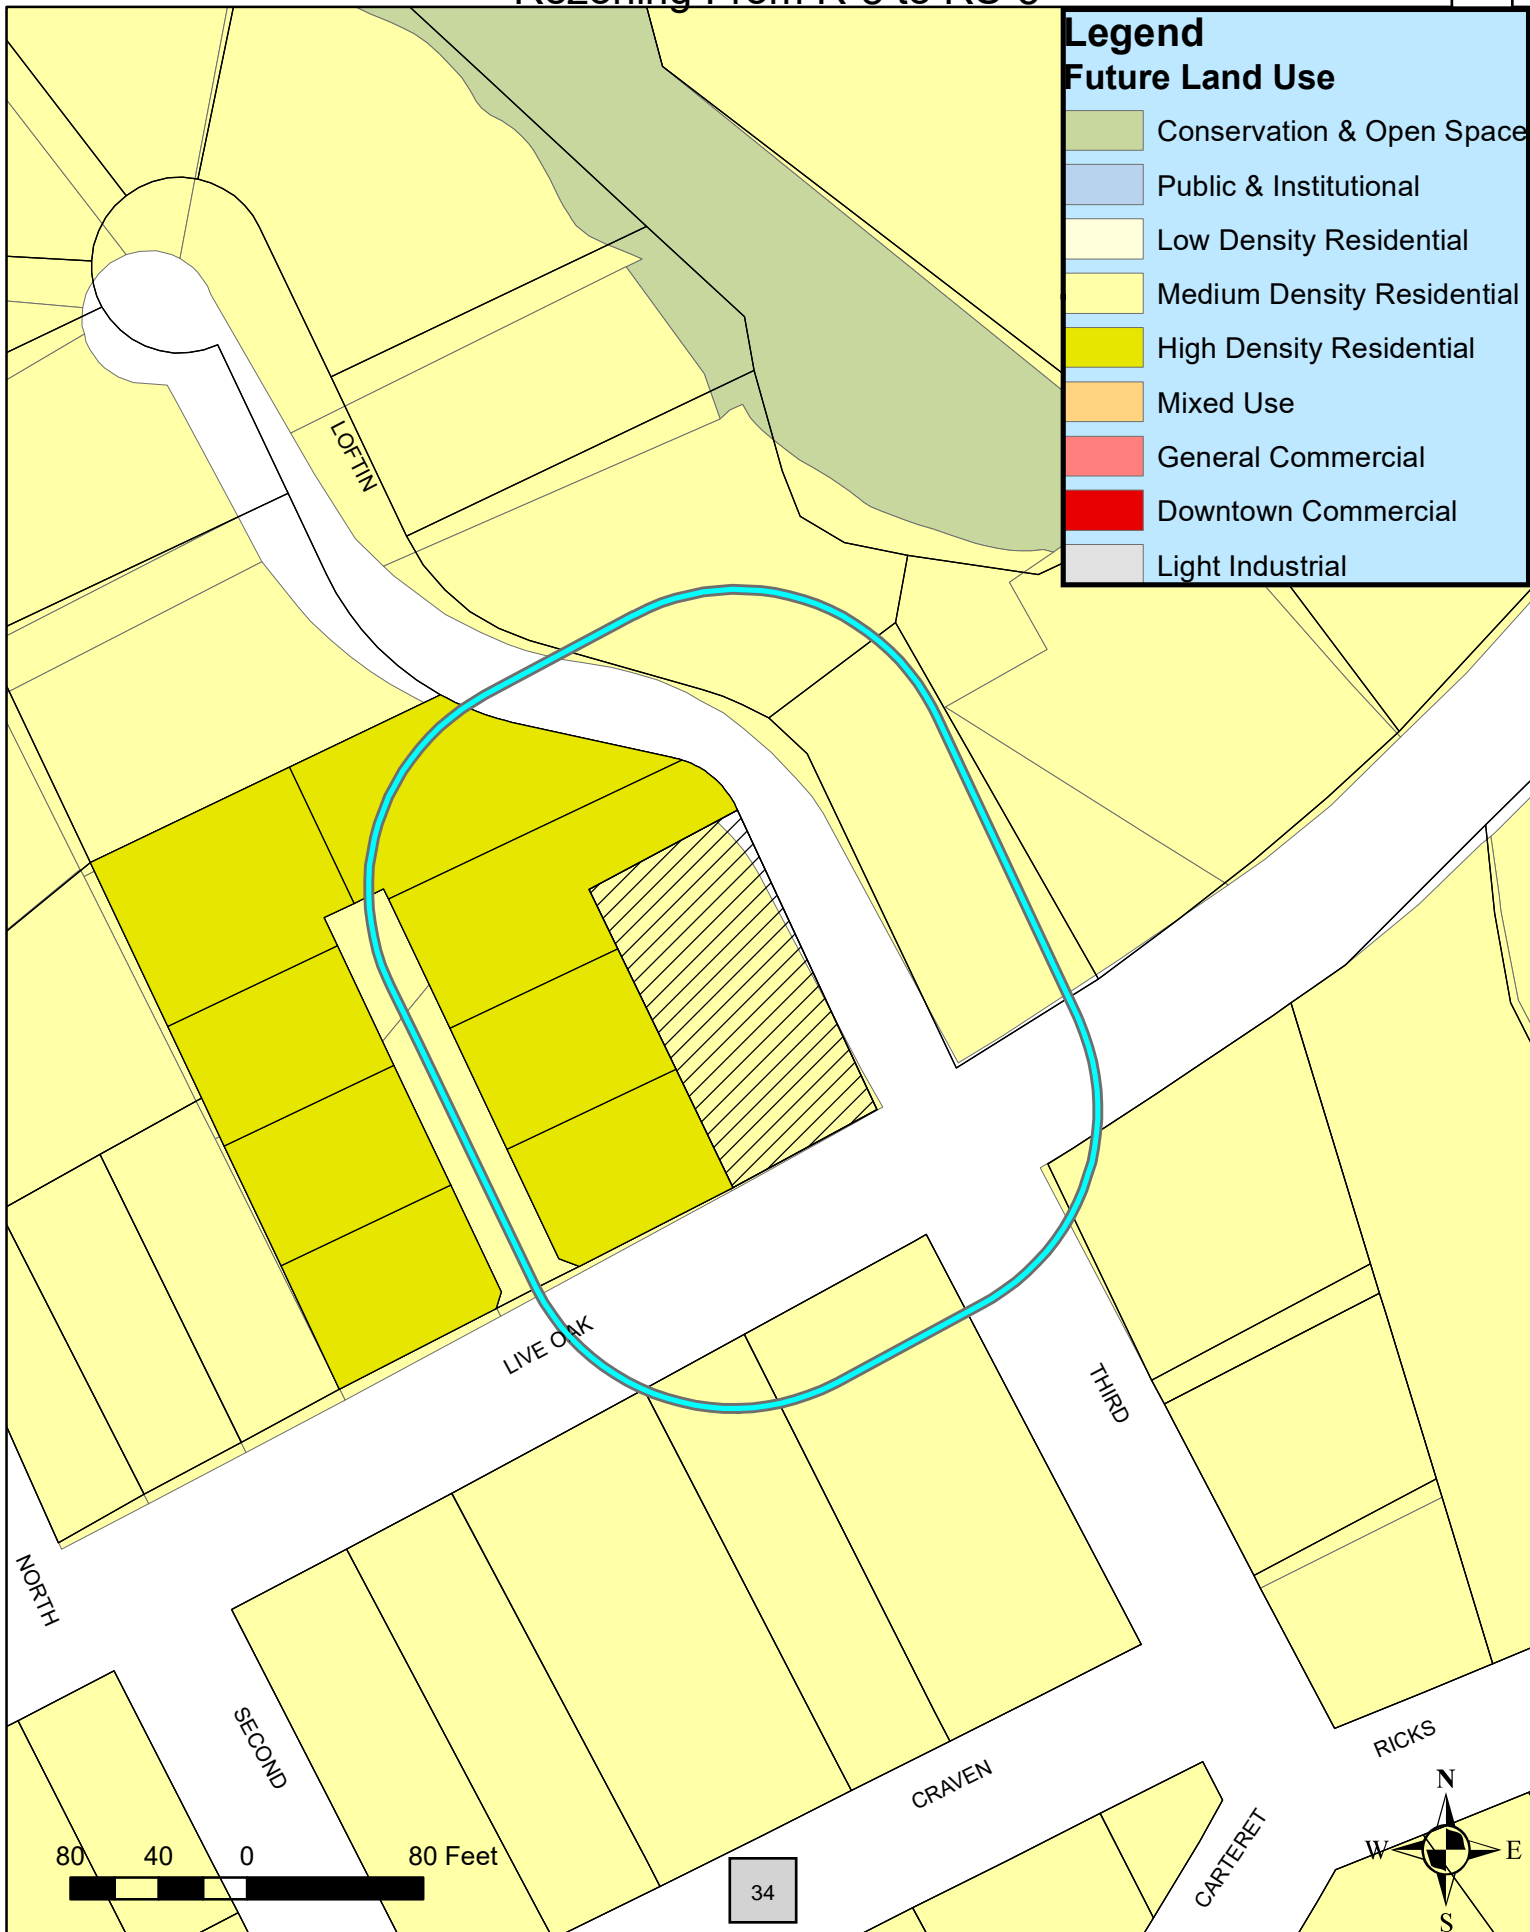 Legend
Future Land Use
Conservation & Open Space
Public & Institutional
Low Density Residential
Medium Density Residential
High Density Residential
Mixed Use
General Commercial
Downtown Commercial
Light Industrial
LOFTIN
LIVE OAK
THIRD
NORTH
SECOND
CRAVEN
RICKS
CARTERET
N
W E
S
80 40 0 80 Feet
34